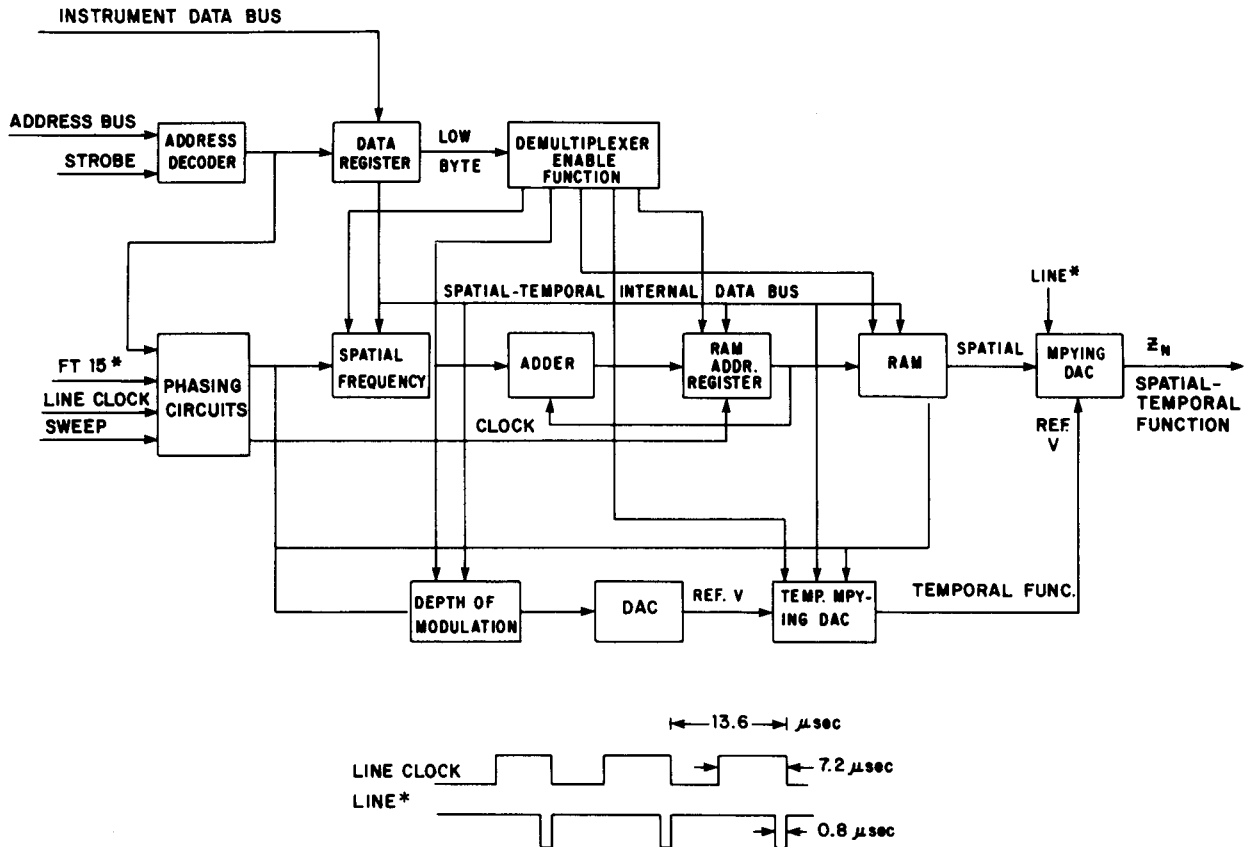 INSTRUMENT DATA BUS
ADDRESS BUS
STROBE
ADDRESS
DECODER
DATA
REGISTER
LOW
BYTE
DEMULTIPLEXER
ENABLE
FUNCTION
SPATIAL-TEMPORAL INTERNAL DATA BUS
LINE*
FT 15*
LINE CLOCK
SWEEP
PHASING
CIRCUITS
SPATIAL
FREQUENCY
ADDER
RAM
ADDR.
REGISTER
RAM
SPATIAL
MPYING
DAC
Z_N
SPATIAL-
TEMPORAL
FUNCTION
CLOCK
REF.
V
DEPTH OF
MODULATION
DAC
REF. V
TEMP. MPY-
ING DAC
TEMPORAL FUNC.
13.6 μsec
LINE CLOCK
7.2 μsec
LINE*
0.8 μsec